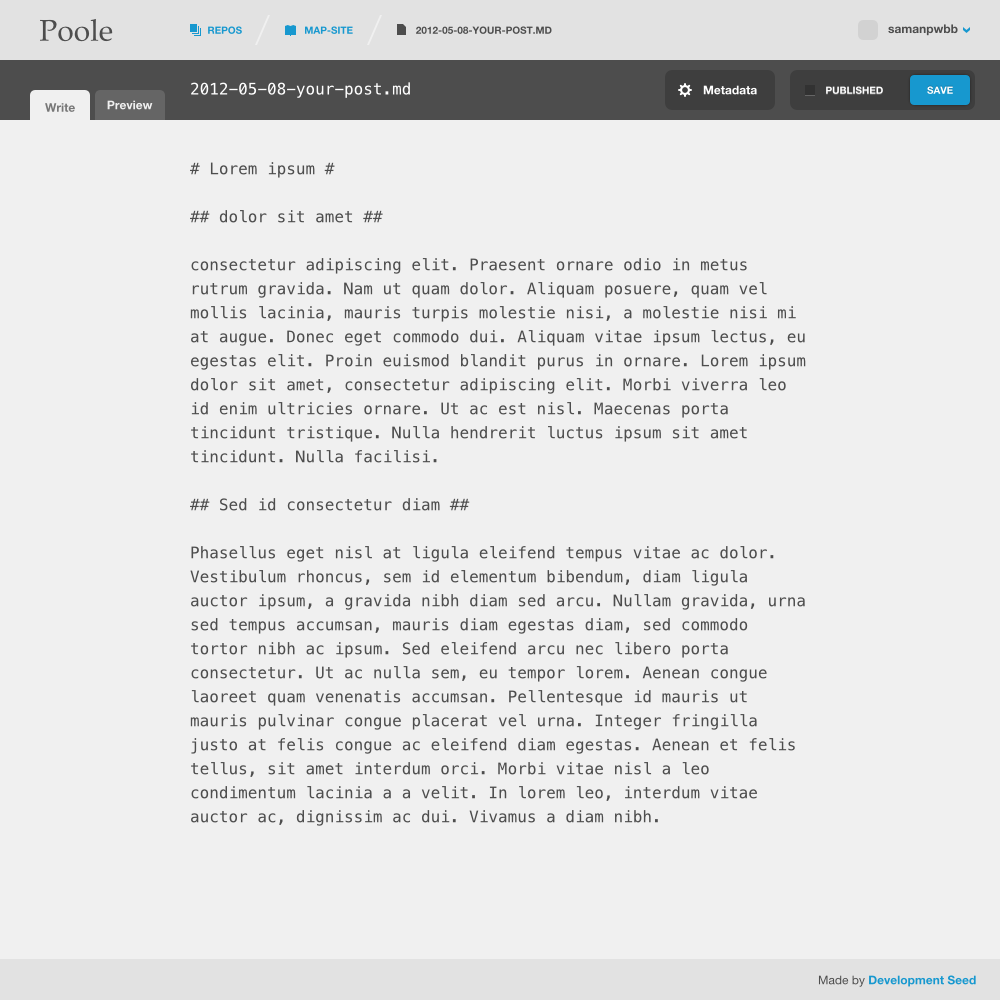 Poole
REPOS
MAP-SITE
2012-05-08-YOUR-POST.MD
samanpwbb
Write
Preview
2012-05-08-your-post.md
Metadata
PUBLISHED
SAVE
# Lorem ipsum #
## dolor sit amet ##
consectetur adipiscing elit. Praesent ornare odio in metus
rutrum gravida. Nam ut quam dolor. Aliquam posuere, quam vel
mollis lacinia, mauris turpis molestie nisi, a molestie nisi mi
at augue. Donec eget commodo dui. Aliquam vitae ipsum lectus, eu
egestas elit. Proin euismod blandit purus in ornare. Lorem ipsum
dolor sit amet, consectetur adipiscing elit. Morbi viverra leo
id enim ultricies ornare. Ut ac est nisl. Maecenas porta
tincidunt tristique. Nulla hendrerit luctus ipsum sit amet
tincidunt. Nulla facilisi.
## Sed id consectetur diam ##
Phasellus eget nisl at ligula eleifend tempus vitae ac dolor.
Vestibulum rhoncus, sem id elementum bibendum, diam ligula
auctor ipsum, a gravida nibh diam sed arcu. Nullam gravida, urna
sed tempus accumsan, mauris diam egestas diam, sed commodo
tortor nibh ac ipsum. Sed eleifend arcu nec libero porta
consectetur. Ut ac nulla sem, eu tempor lorem. Aenean congue
laoreet quam venenatis accumsan. Pellentesque id mauris ut
mauris pulvinar congue placerat vel urna. Integer fringilla
justo at felis congue ac eleifend diam egestas. Aenean et felis
tellus, sit amet interdum orci. Morbi vitae nisl a leo
condimentum lacinia a a velit. In lorem leo, interdum vitae
auctor ac, dignissim ac dui. Vivamus a diam nibh.
Made by Development Seed